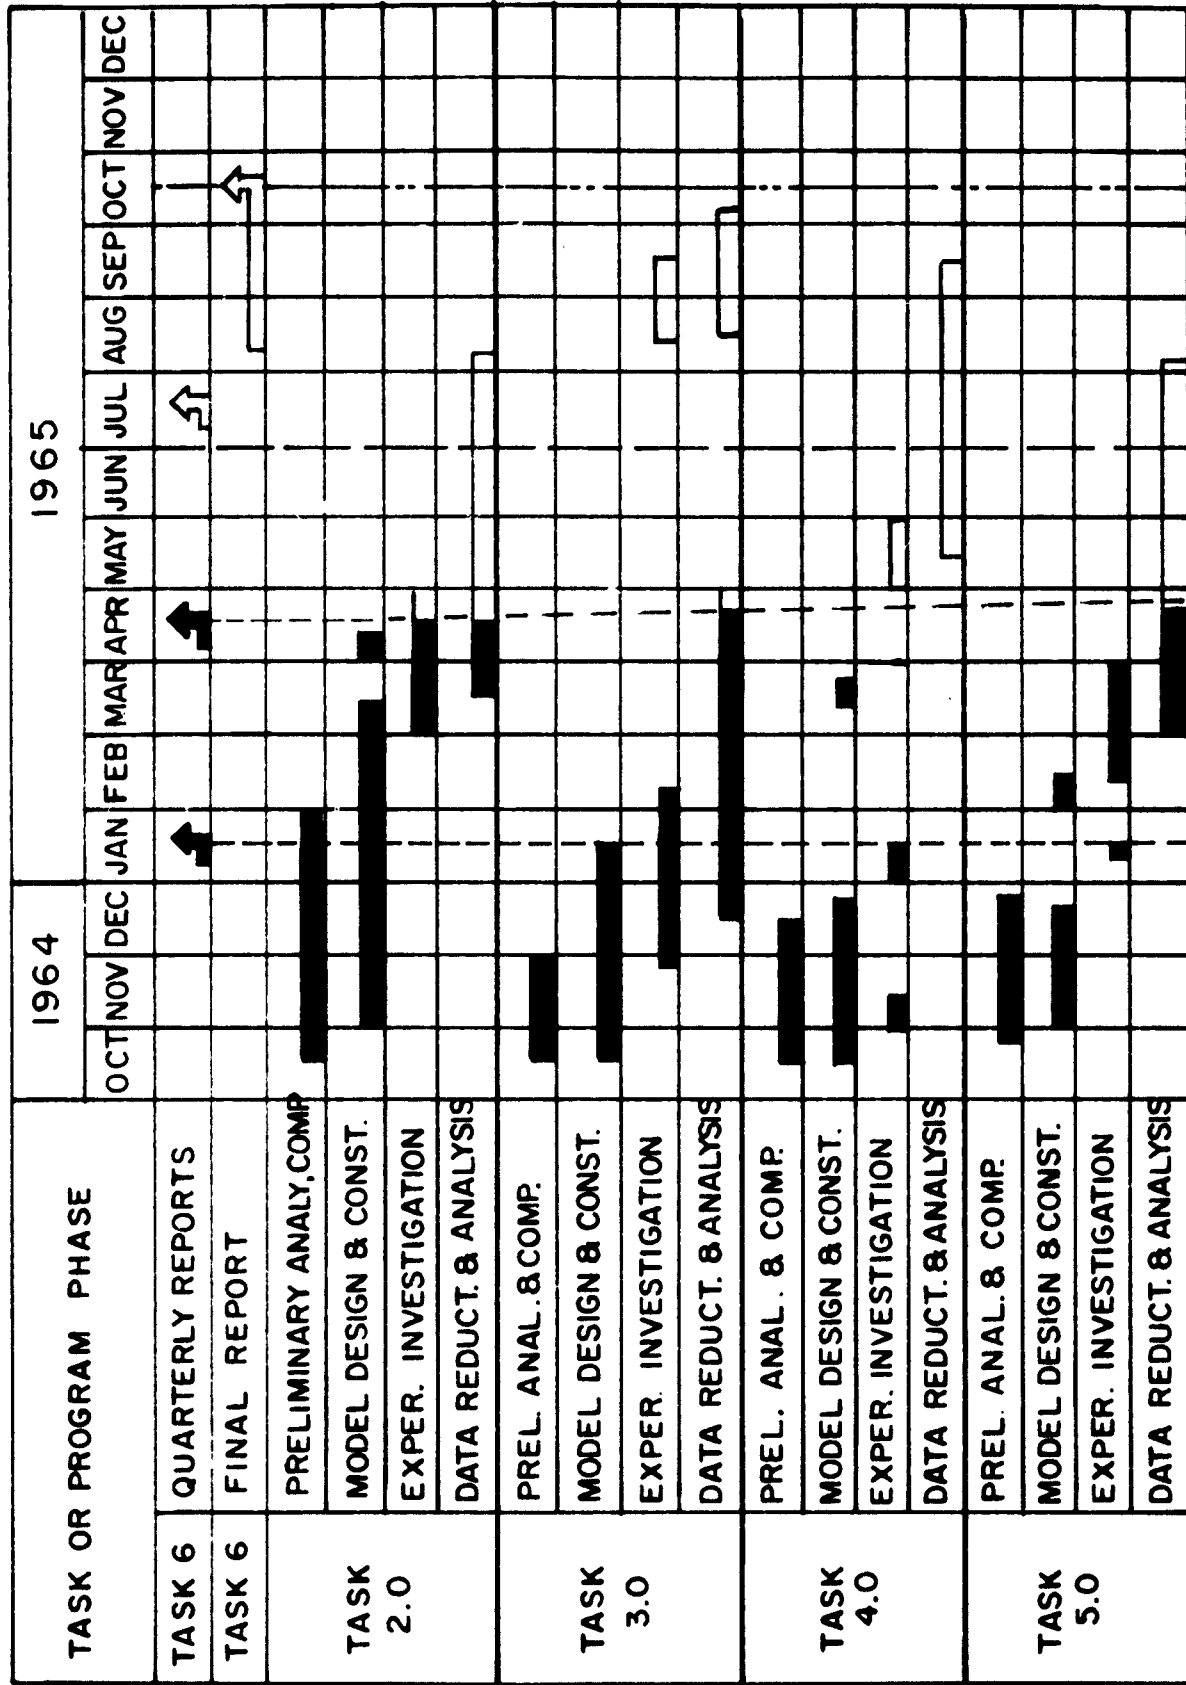 TASK OR PROGRAM PHASE
1964
1965
OCT NOV DEC JAN FEB MAR APR MAY JUN JUL AUG SEP OCT NOV DEC
TASK 6 QUARTERLY REPORTS
TASK 6 FINAL REPORT
TASK 2.0
PRELIMINARY ANALY, COMP
MODEL DESIGN & CONST.
EXPER. INVESTIGATION
DATA REDUCT. & ANALYSIS
TASK 3.0
PREL. ANAL. & COMP.
MODEL DESIGN & CONST.
EXPER. INVESTIGATION
DATA REDUCT. & ANALYSIS
TASK 4.0
PREL. ANAL. & COMP.
MODEL DESIGN & CONST.
EXPER. INVESTIGATION
DATA REDUCT. & ANALYSIS
TASK 5.0
PREL. ANAL. & COMP.
MODEL DESIGN & CONST.
EXPER. INVESTIGATION
DATA REDUCT. & ANALYSIS